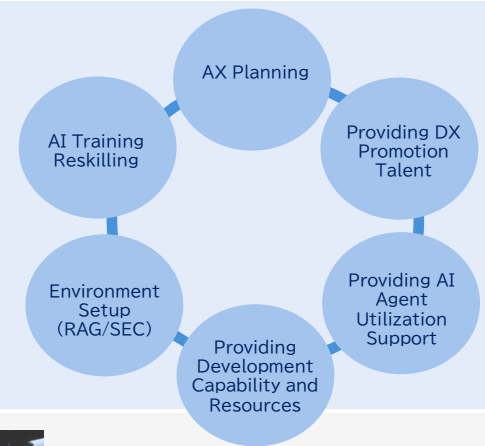 AX Planning
Providing DX
Promotion
Talent
Providing AI
Agent
Utilization
Support
Providing
Development
Capability and
Resources
Environment
Setup
(RAG/SEC)
AI Training
Reskilling